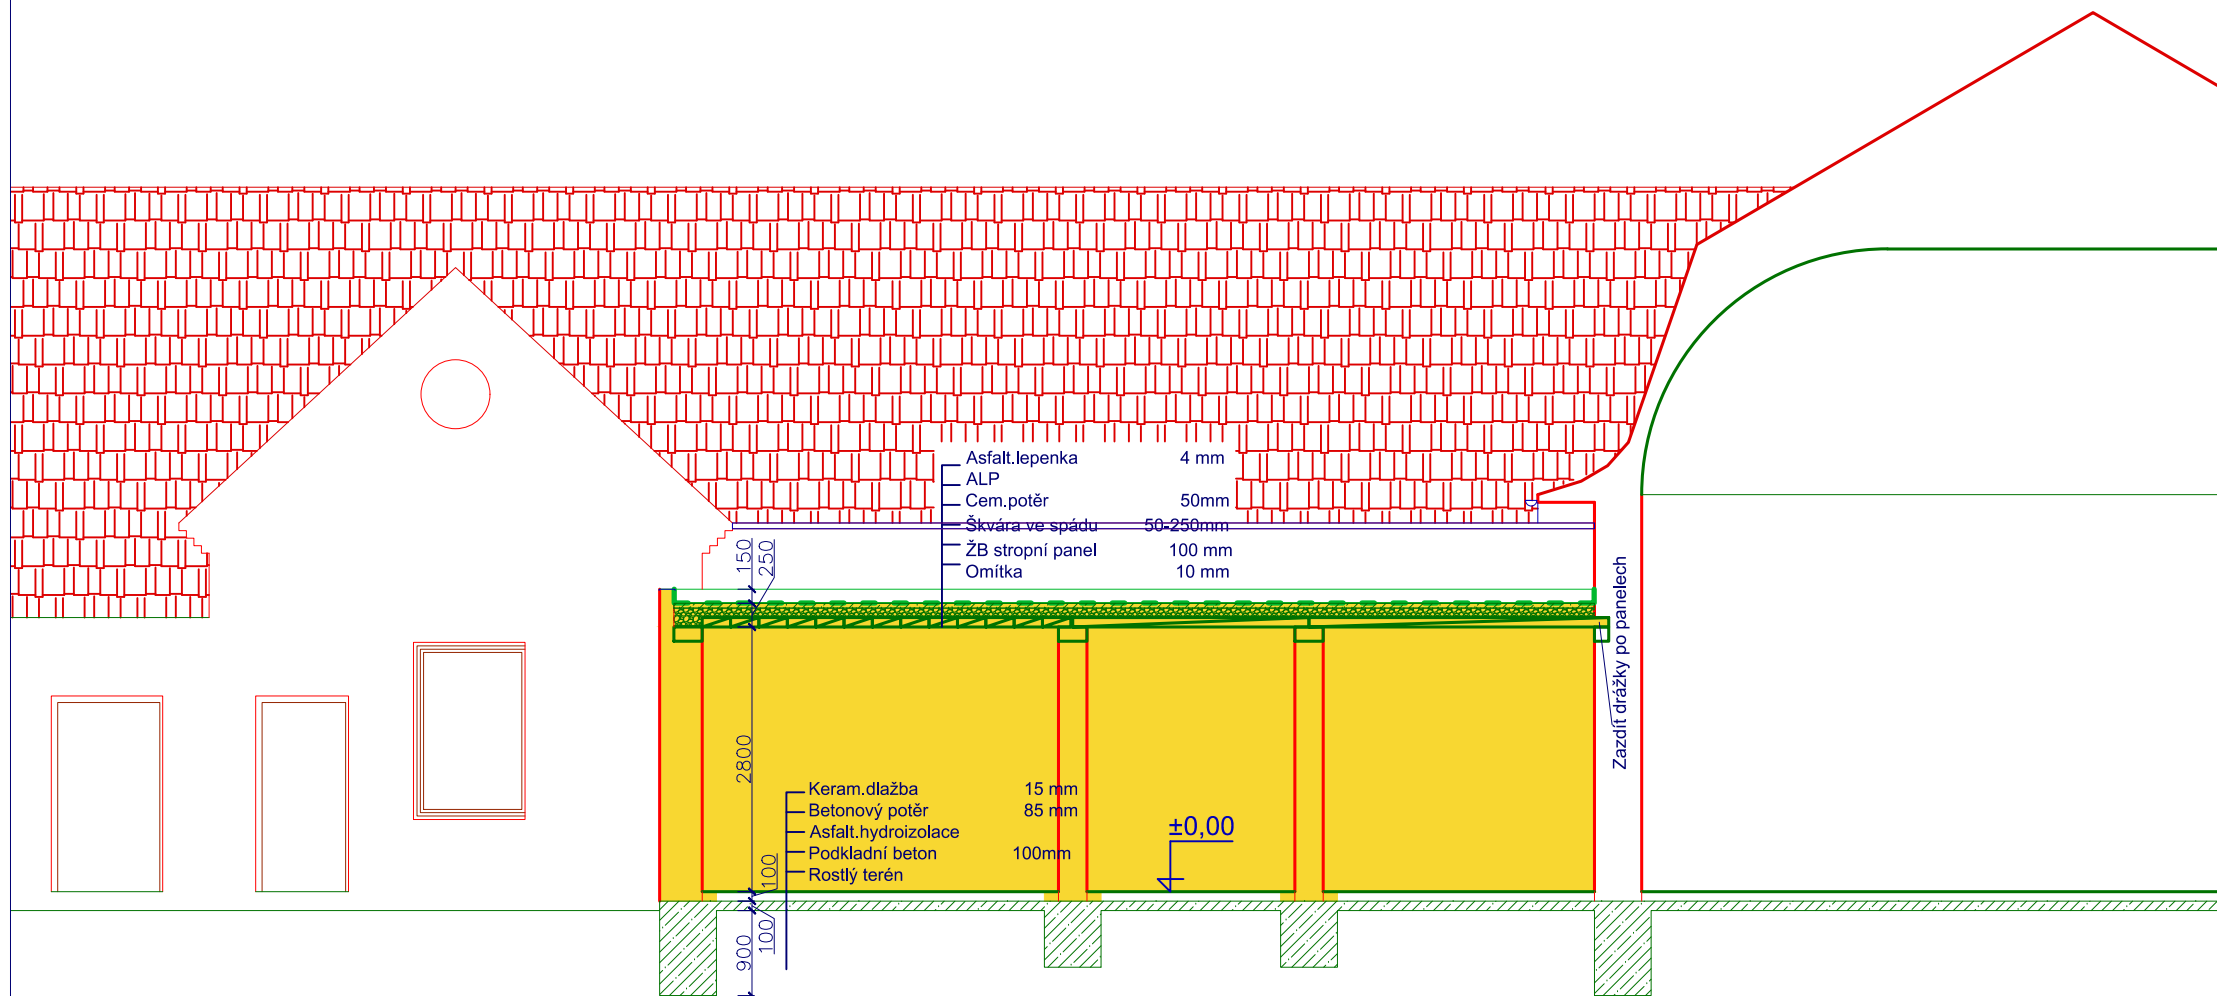 Asfalt.lepenka 4 mm
ALP
Cem.potěr 50mm
Škvára ve spádu 50-250mm
ŽB stropní panel 100 mm
Omítka 10 mm
150
250
Zazdít drážky po panelech
2800
Keram.dlažba 15 mm
Betonový potěr 85 mm
Asfalt.hydroizolace
Podkladní beton 100mm
Rostlý terén
±0,00
100
100
900